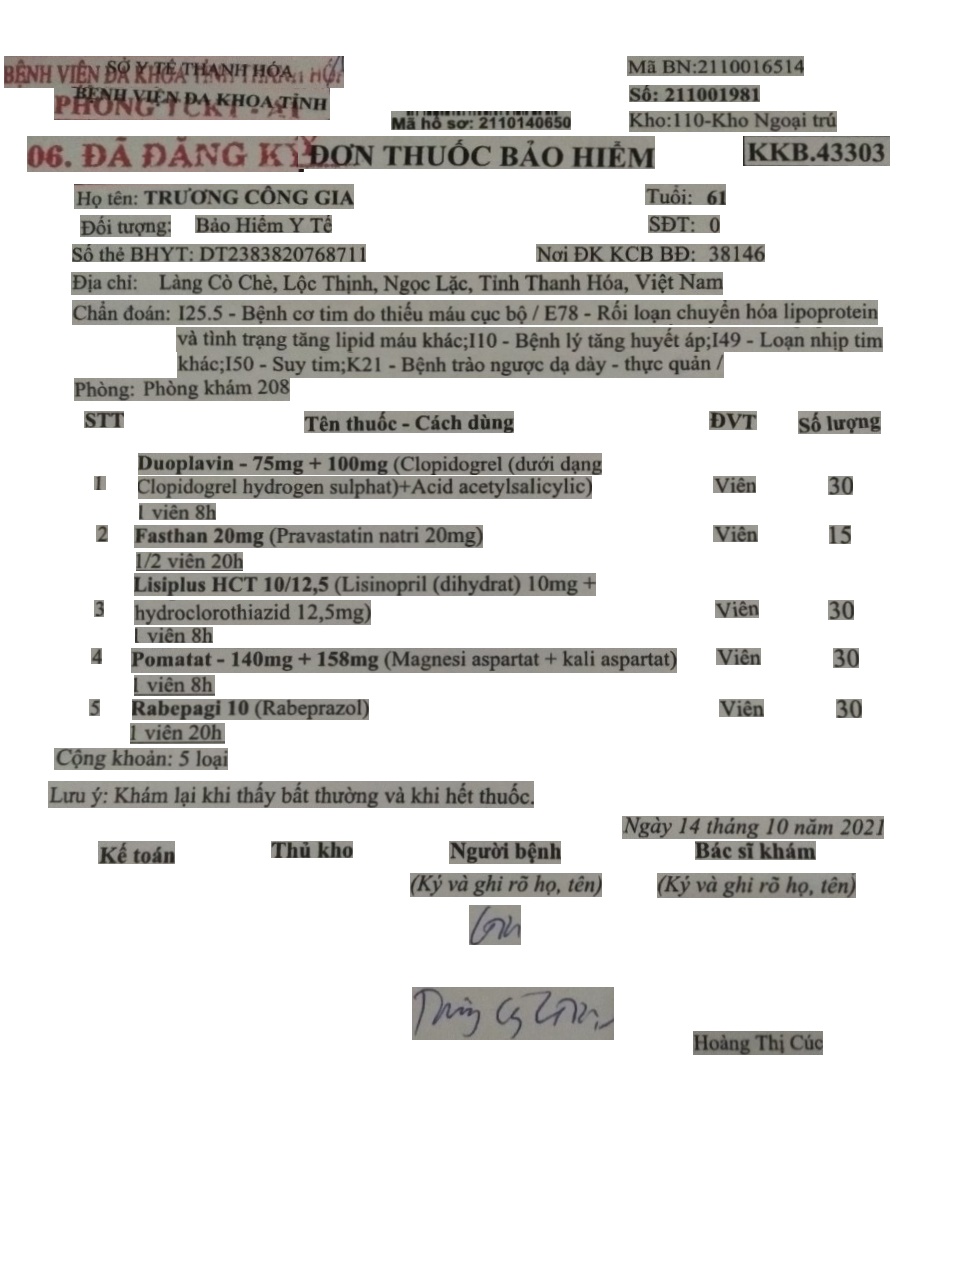 SỞ Y TẾ THANH HÓA
BỆNH VIỆN ĐA KHOA TỈNH
BỆNH VIỆN ĐA KHOA TỈNH THANH HÓA
PHÒNG TCKT - AT
Mã BN:2110016514
Số: 211001981
Kho:110-Kho Ngoại trú
Mã hồ sơ: 2110140650
06. ĐÃ ĐĂNG KÝ
ĐƠN THUỐC BẢO HIỂM
KKB.43303
Họ tên: TRƯƠNG CÔNG GIA Tuổi: 61
Đối tượng: Bảo Hiểm Y Tế SĐT: 0
Số thẻ BHYT: DT2383820768711 Nơi ĐK KCB BĐ: 38146
Địa chỉ: Làng Cò Chè, Lộc Thịnh, Ngọc Lặc, Tỉnh Thanh Hóa, Việt Nam
Chẩn đoán: I25.5 - Bệnh cơ tim do thiếu máu cục bộ / E78 - Rối loạn chuyển hóa lipoprotein
và tình trạng tăng lipid máu khác;I10 - Bệnh lý tăng huyết áp;I49 - Loạn nhịp tim
khác;I50 - Suy tim;K21 - Bệnh trào ngược dạ dày - thực quản /
Phòng: Phòng khám 208
STT Tên thuốc - Cách dùng ĐVT Số lượng
Duoplavin - 75mg + 100mg (Clopidogrel (dưới dạng
1 Clopidogrel hydrogen sulphat)+Acid acetylsalicylic) Viên 30
1 viên 8h
2 Fasthan 20mg (Pravastatin natri 20mg) Viên 15
1/2 viên 20h
Lisiplus HCT 10/12,5 (Lisinopril (dihydrat) 10mg +
3 hydroclorothiazid 12,5mg) Viên 30
1 viên 8h
4 Pomatat - 140mg + 158mg (Magnesi aspartat + kali aspartat) Viên 30
1 viên 8h
5 Rabepagi 10 (Rabeprazol) Viên 30
1 viên 20h
Cộng khoản: 5 loại
Lưu ý: Khám lại khi thấy bất thường và khi hết thuốc.
Ngày 14 tháng 10 năm 2021
Kế toán Thủ kho Người bệnh Bác sĩ khám
(Ký và ghi rõ họ, tên) (Ký và ghi rõ họ, tên)
Hoàng Thị Cúc